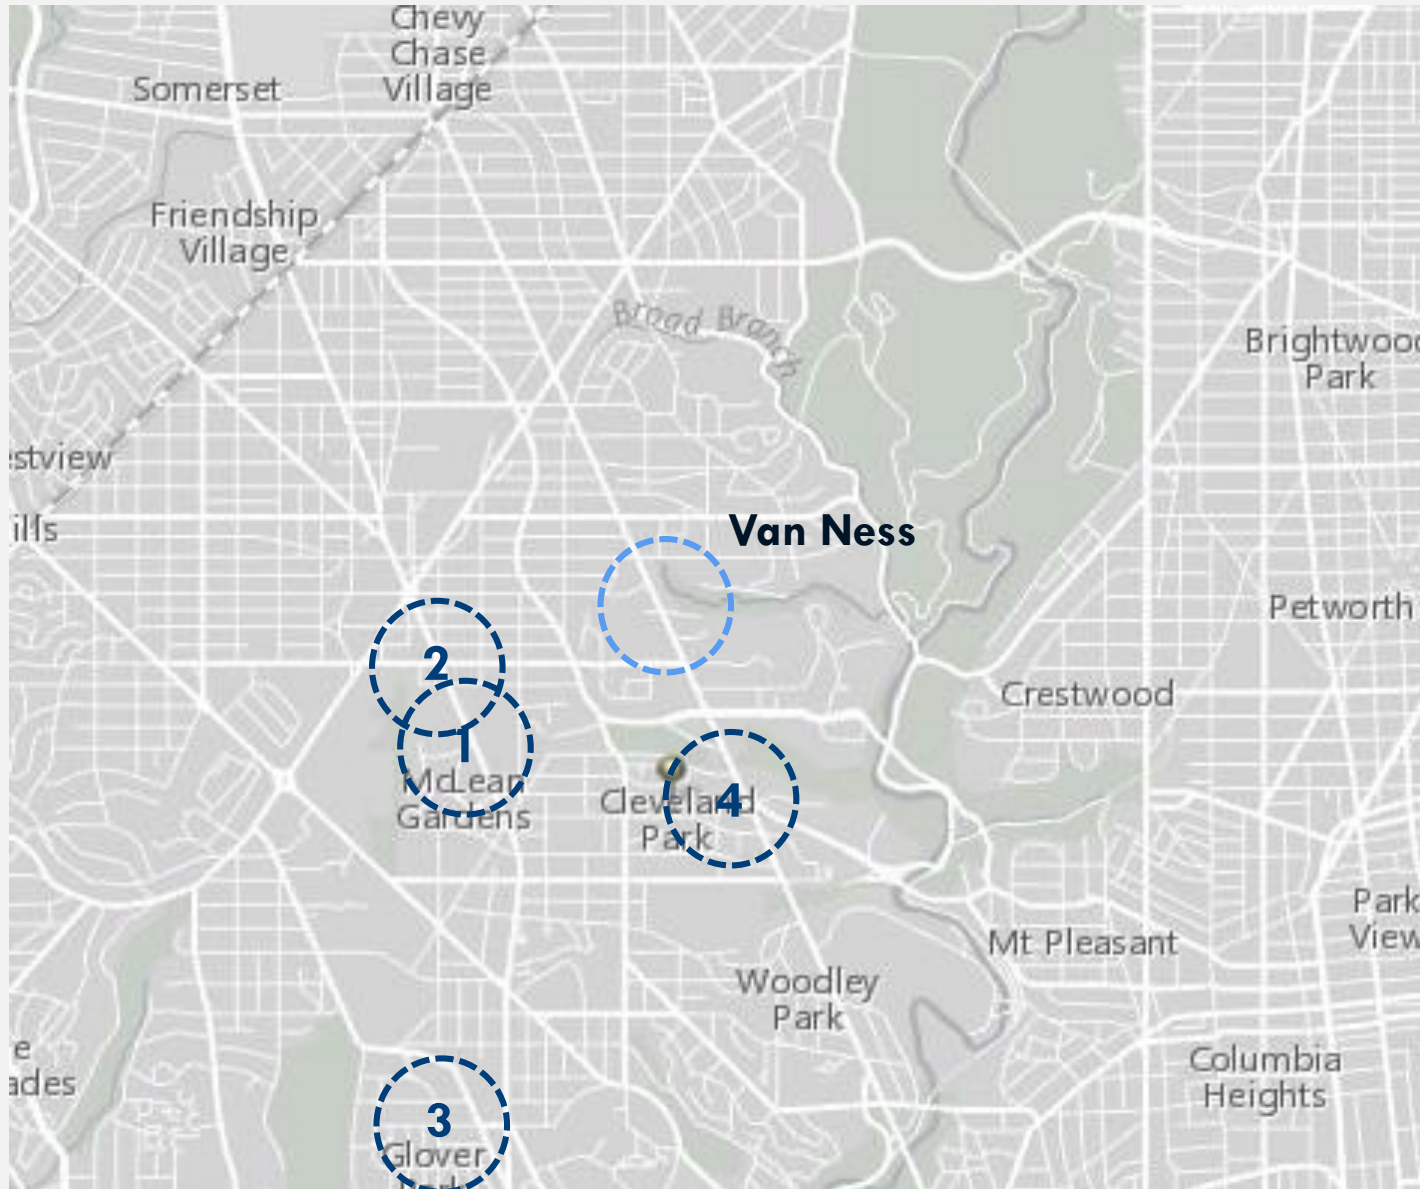 Chevy
Chase
Village
Somerset
Friendship
Village
Broad Branch
Brightwood
Park
estview
ills
Van Ness
Petworth
2
Crestwood
1
McLean
Gardens
Cleveland
Park
4
Park
View
Mt Pleasant
Woodley
Park
e
ades
Columbia
Heights
3
Glover